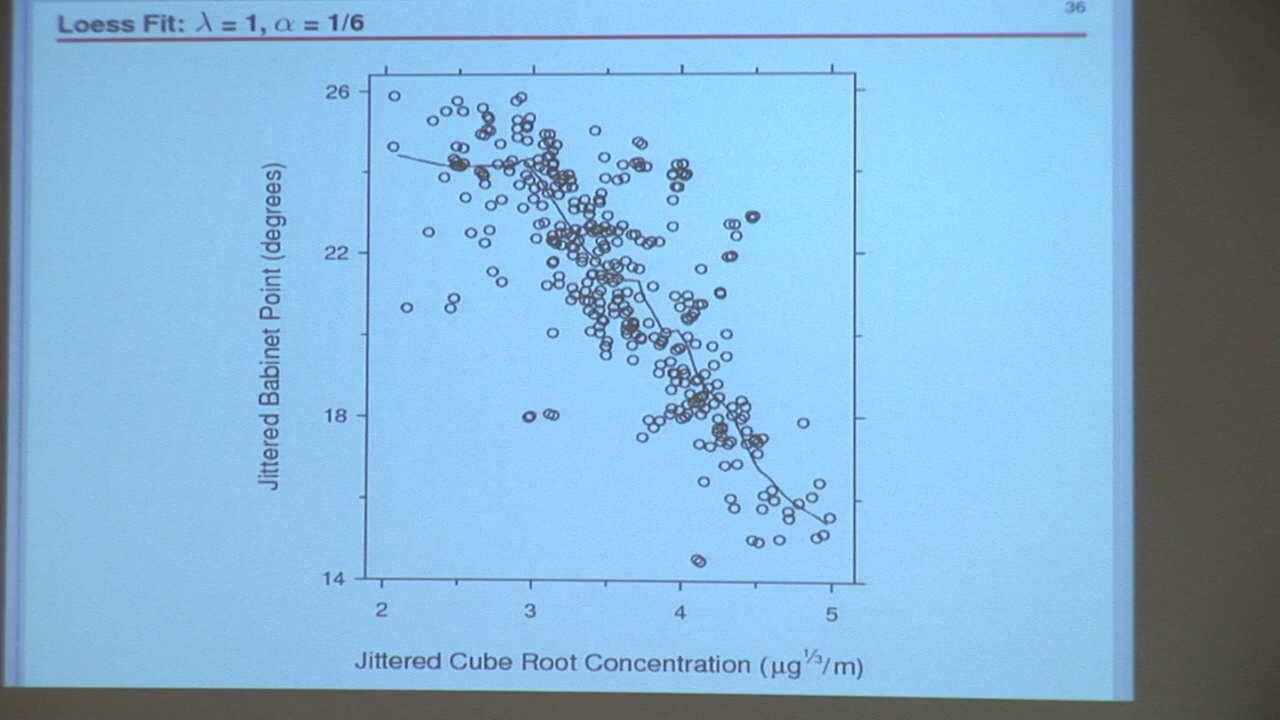 Loess Fit: λ = 1, α = 1/6
36
26
22
18
14
Jittered Babinet Point (degrees)
2 3 4 5
Jittered Cube Root Concentration (μg^1/3/m)